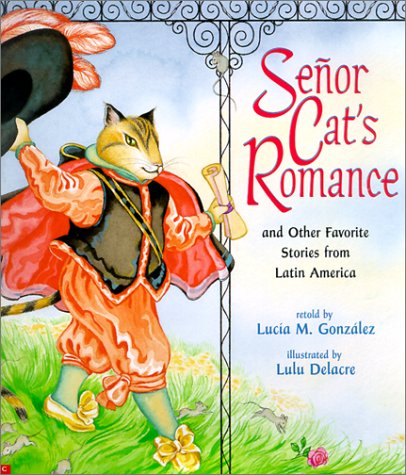 Señor
Cat's
Romance
and Other Favorite
Stories from
Latin America
retold by
Lucía M. González
illustrated by
Lulu Delacre
C